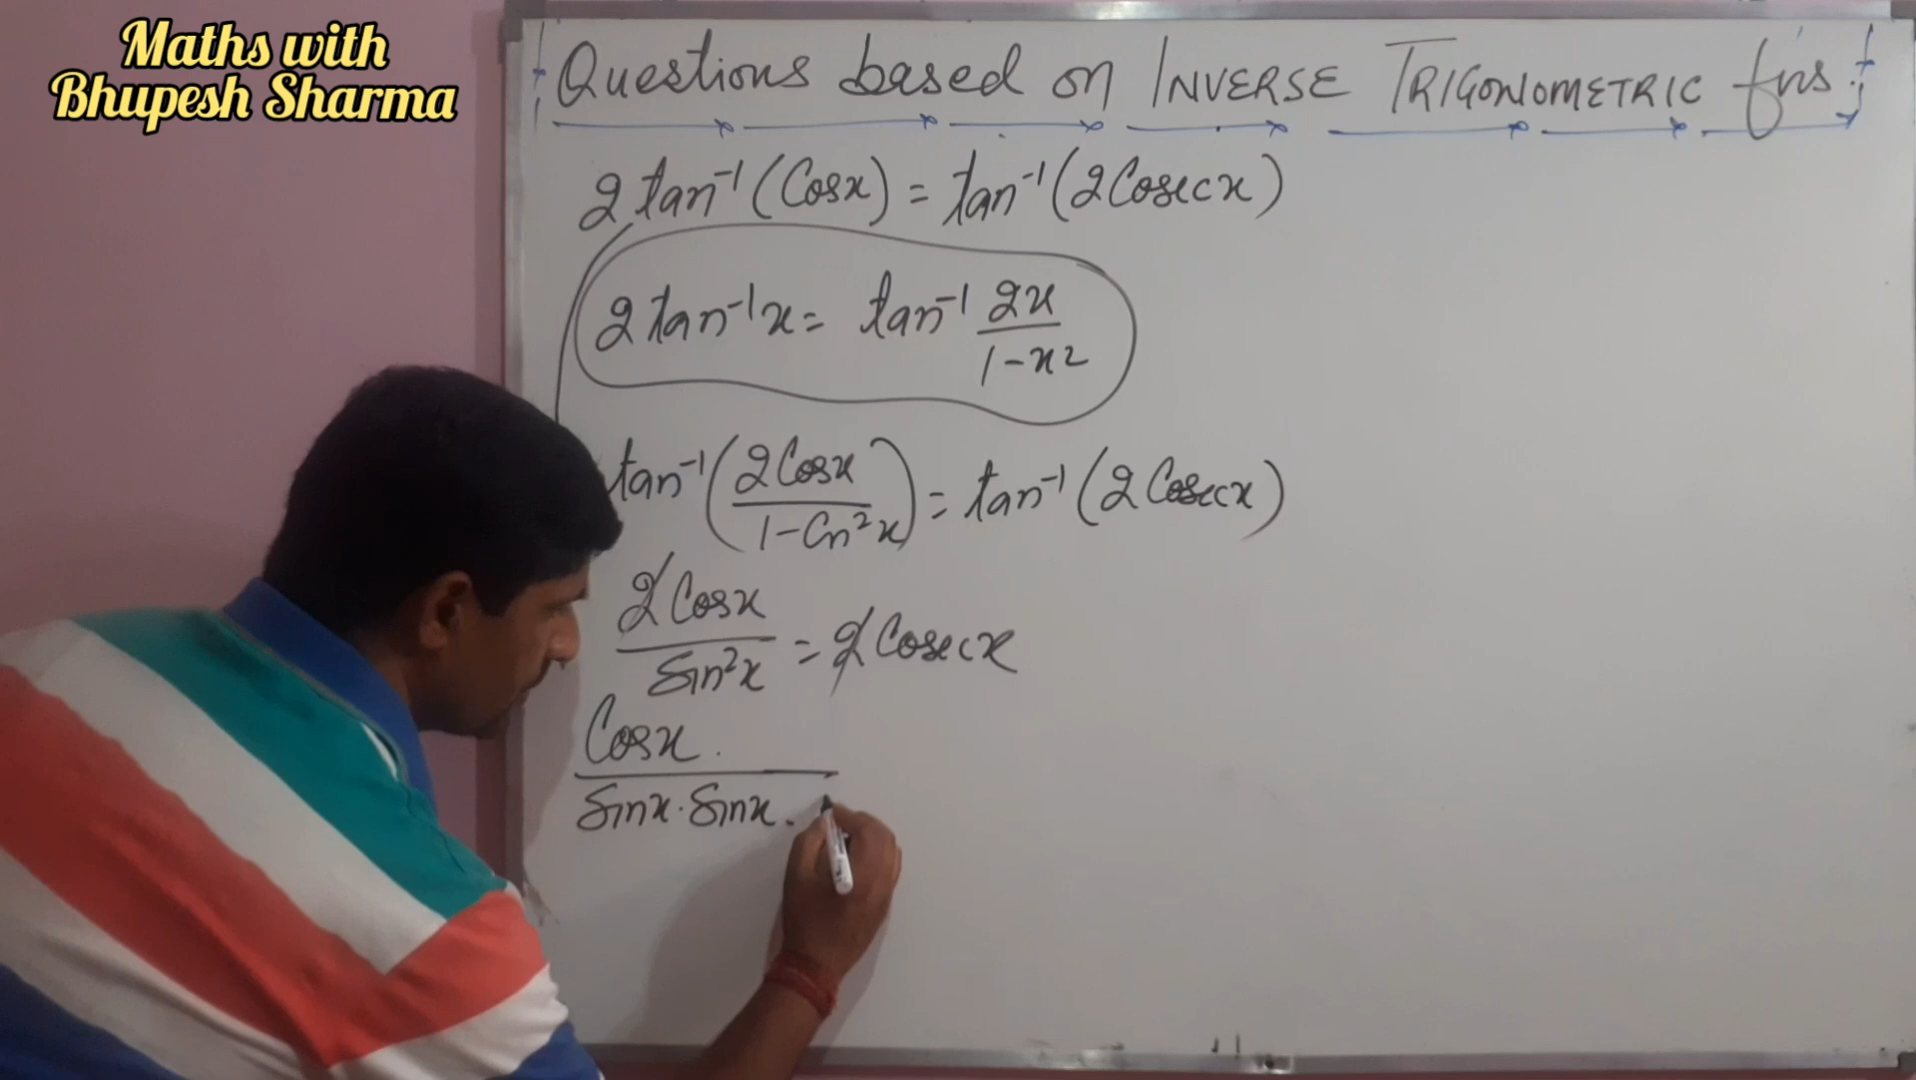 Maths with
Bhupesh Sharma
Questions based on INVERSE TRIGONOMETRIC fns:
2 tan⁻¹(Cosx) = tan⁻¹(2Cosecx)
2 tan⁻¹x = tan⁻¹ 2x / 1-x²
tan⁻¹(2Cosx / 1-Cos²x) = tan⁻¹(2Cosecx)
2Cosx / Sin²x = 2Cosecx
Cosx. / Sinx.Sinx.